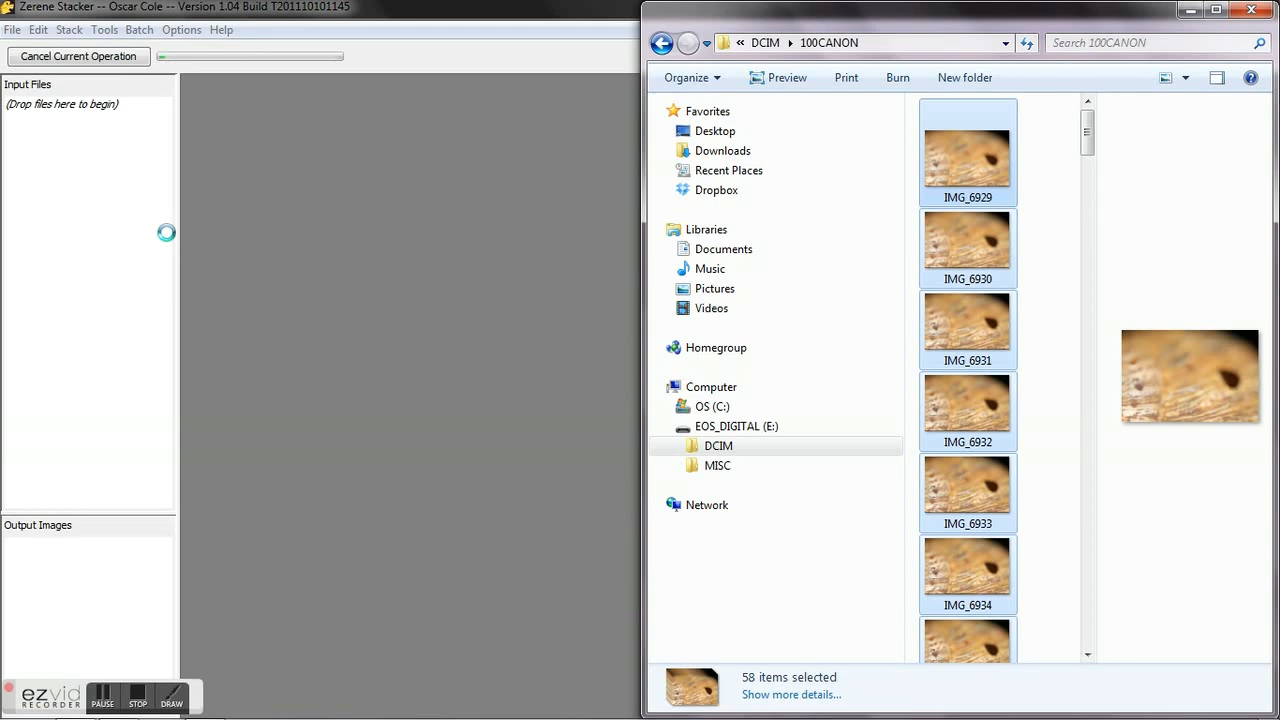 Zerene Stacker -- Oscar Cole -- Version 1.04 Build T201110101145
File Edit Stack Tools Batch Options Help
Cancel Current Operation
Input Files
(Drop files here to begin)
Output Images
ezvid
RECORDER
PAUSE STOP DRAW
« DCIM 100CANON
Search 100CANON
Organize Preview Print Burn New folder
Favorites
Desktop
Downloads
Recent Places
Dropbox
Libraries
Documents
Music
Pictures
Videos
Homegroup
Computer
OS (C:)
EOS_DIGITAL (E:)
DCIM
MISC
Network
IMG_6929
IMG_6930
IMG_6931
IMG_6932
IMG_6933
IMG_6934
58 items selected
Show more details...